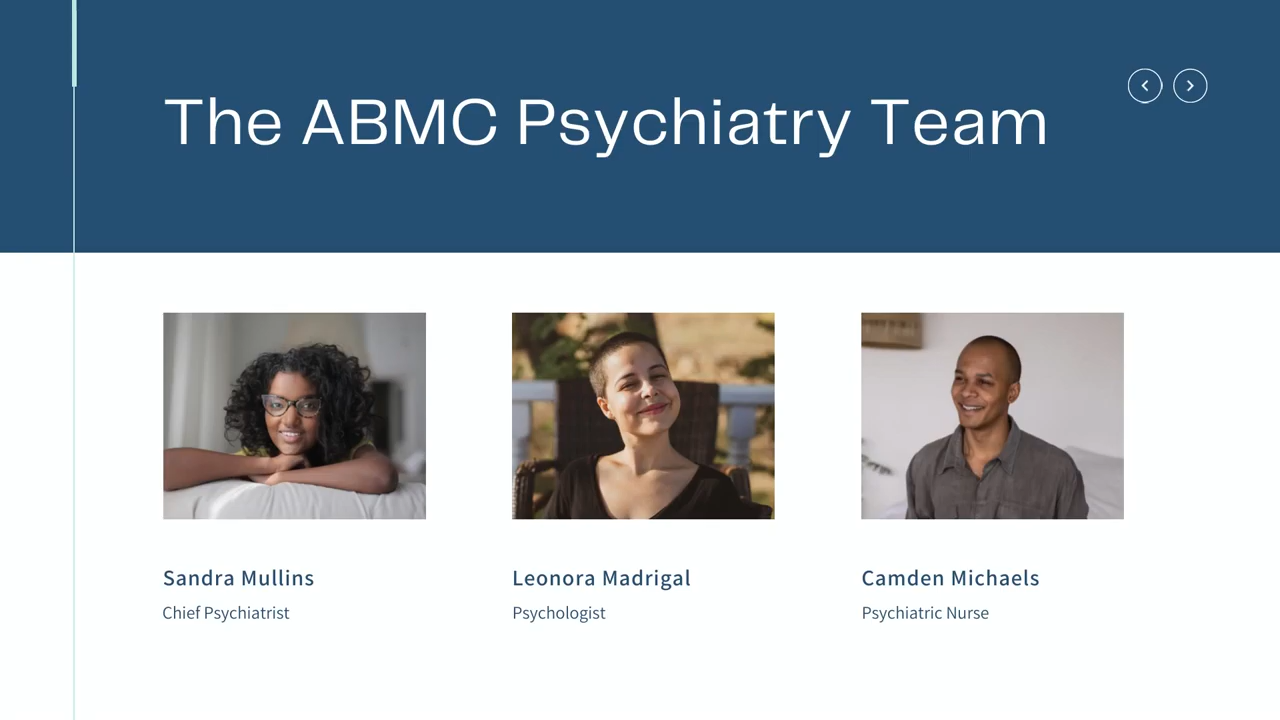 The ABMC Psychiatry Team
Sandra Mullins
Chief Psychiatrist
Leonora Madrigal
Psychologist
Camden Michaels
Psychiatric Nurse